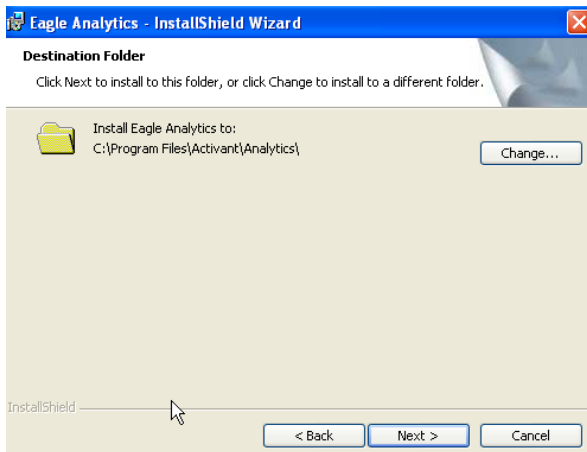 Eagle Analytics - InstallShield Wizard
Destination Folder
Click Next to install to this folder, or click Change to install to a different folder.
Install Eagle Analytics to:
C:\Program Files\Activant\Analytics\
Change...
InstallShield
< Back
Next >
Cancel